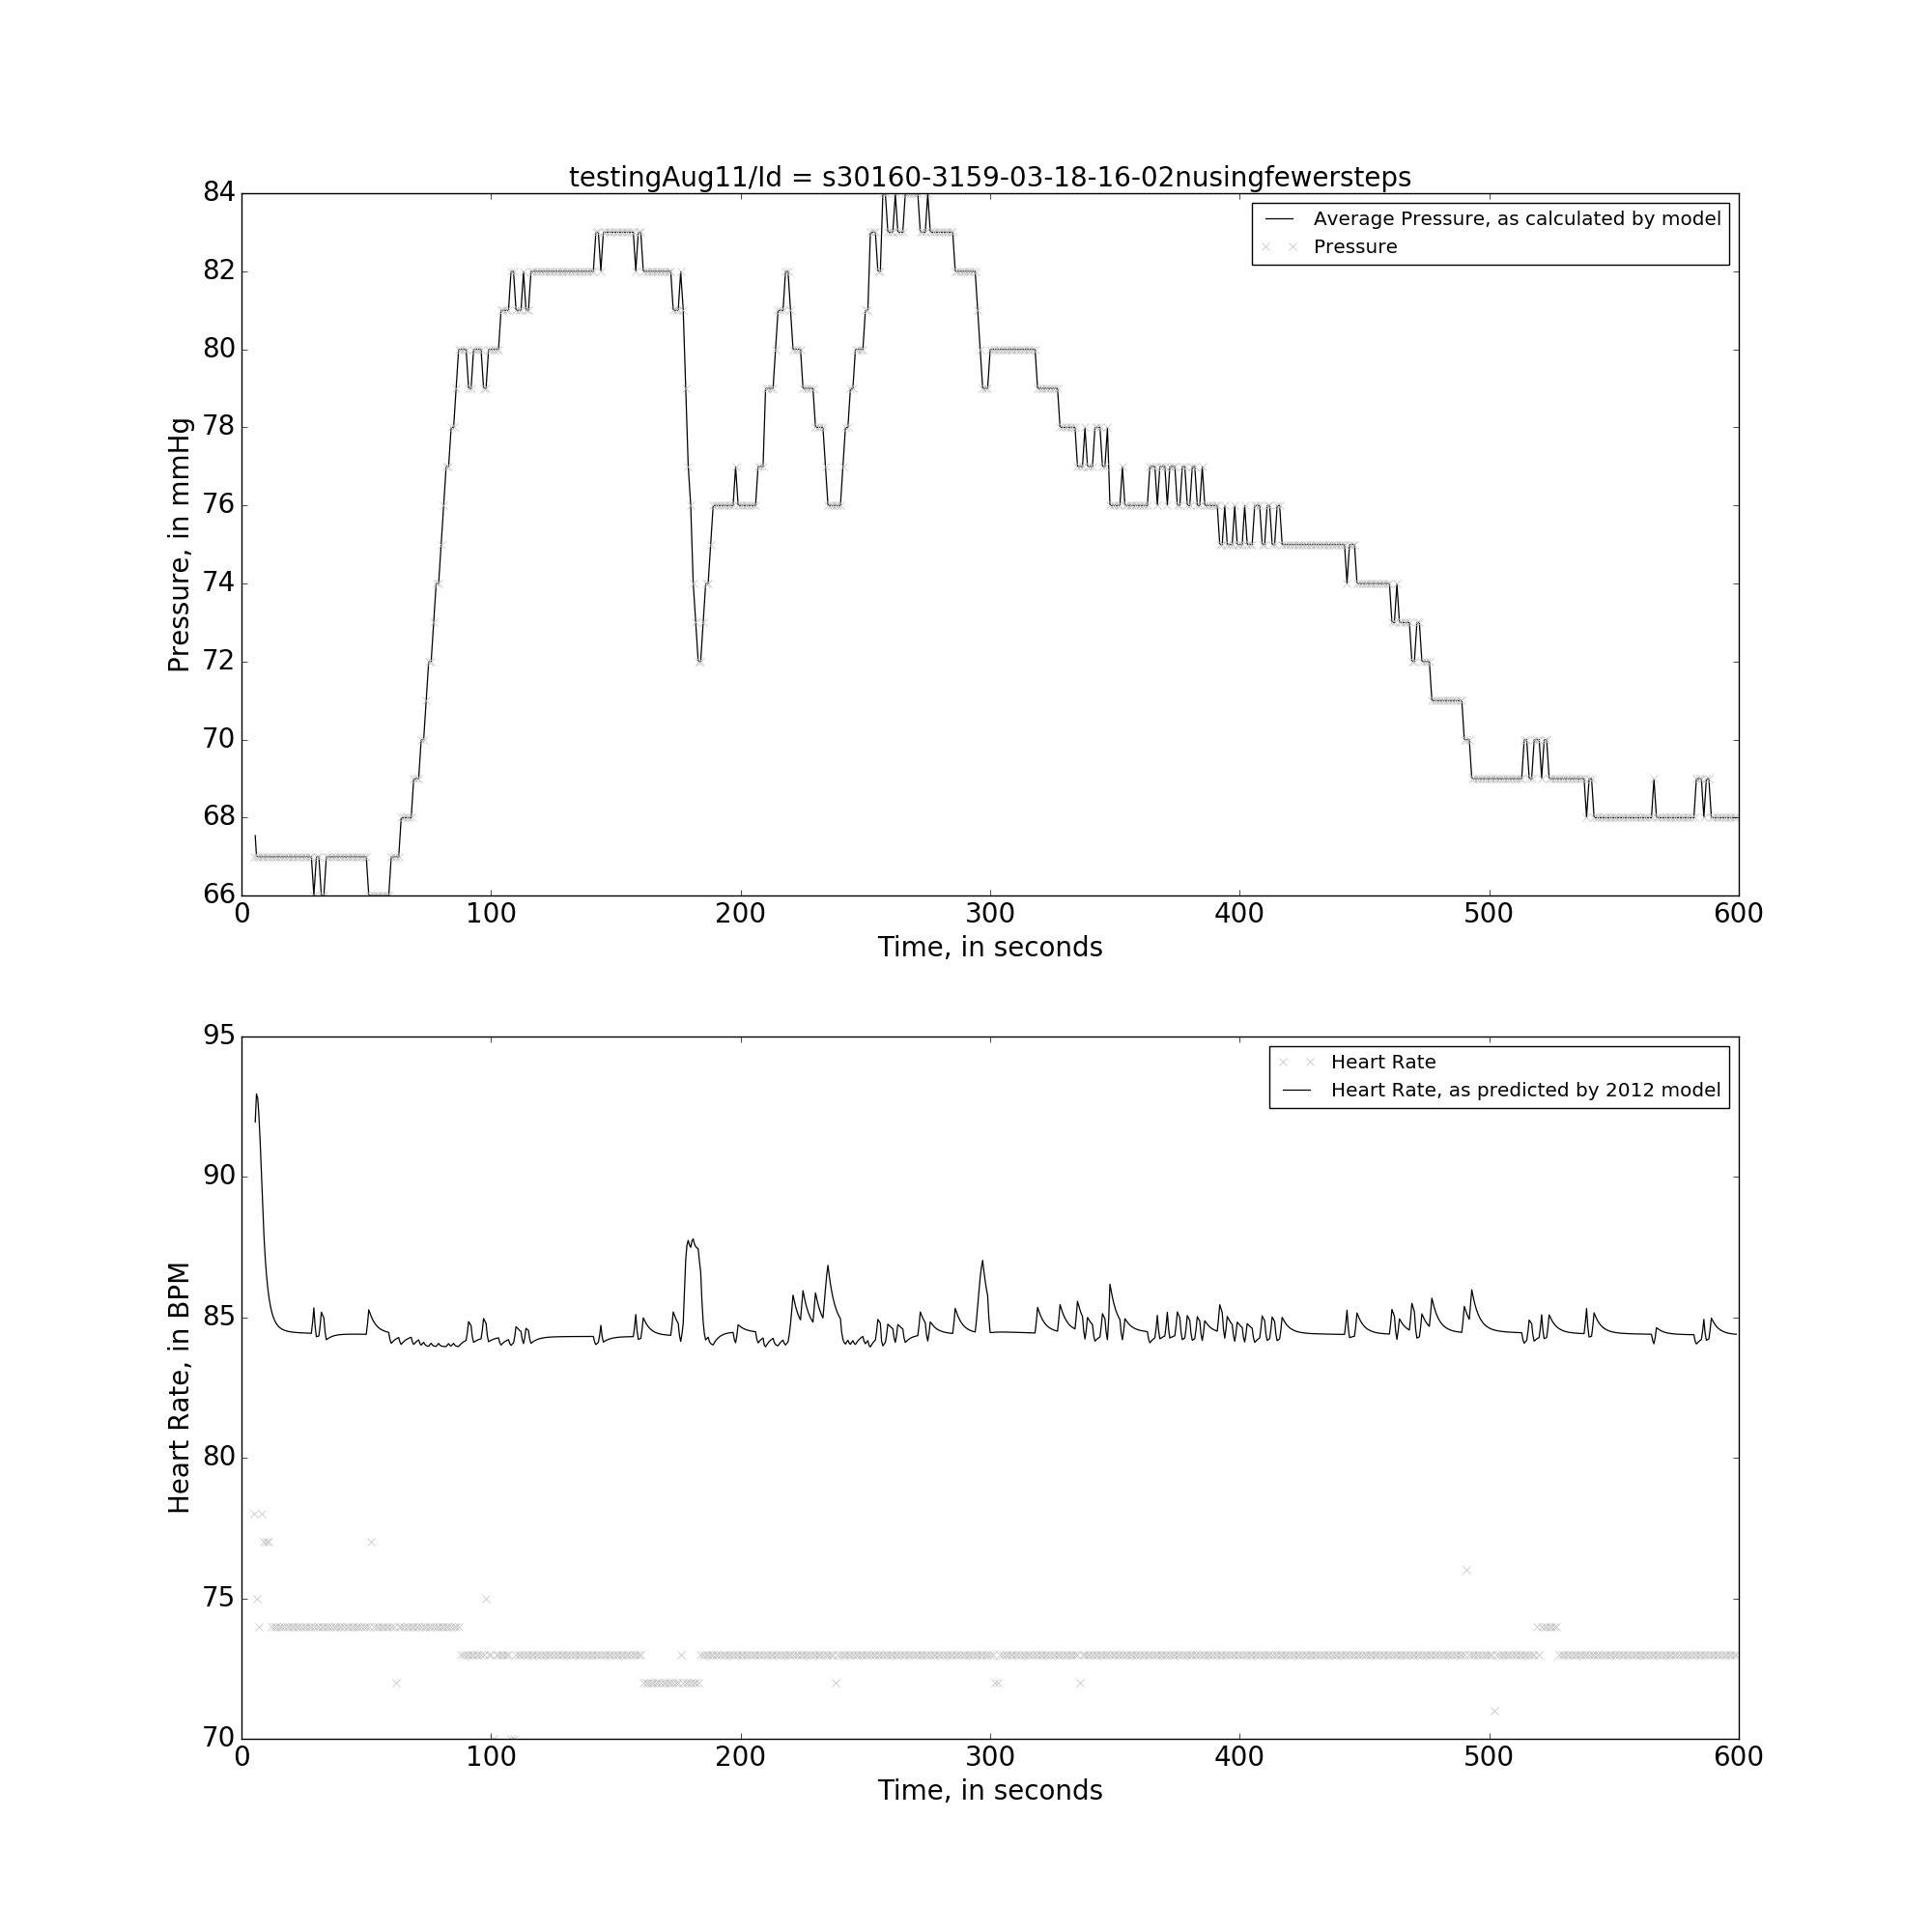 testingAug11/Id = s30160-3159-03-18-16-02nusingfewersteps
84
82
80
78
76
74
72
70
68
66
Pressure, in mmHg
Average Pressure, as calculated by model
Pressure
0 100 200 300 400 500 600
Time, in seconds
95
90
85
80
75
70
Heart Rate, in BPM
Heart Rate
Heart Rate, as predicted by 2012 model
0 100 200 300 400 500 600
Time, in seconds